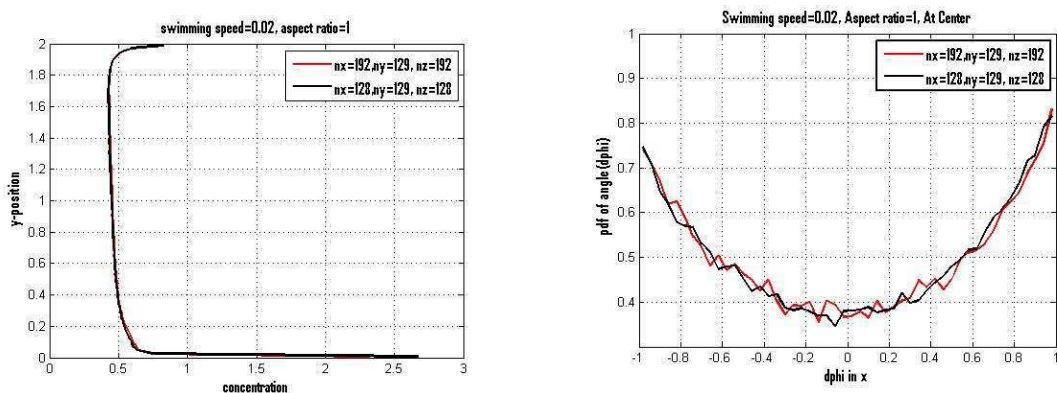 swimming speed=0.02, aspect ratio=1
2
1.8
1.6
1.4
1.2
1
0.8
0.6
0.4
0.2
0
y-position
nx=192,ny=129, nz=192
nx=128,ny=129, nz=128
0 0.5 1 1.5 2 2.5 3
concentration
Swimming speed=0.02, Aspect ratio=1, At Center
1
0.9
0.8
0.7
0.6
0.5
0.4
pdf of angle(dphi)
nx=192,ny=129, nz=192
nx=128,ny=129, nz=128
-1 -0.8 -0.6 -0.4 -0.2 0 0.2 0.4 0.6 0.8 1
dphi in x